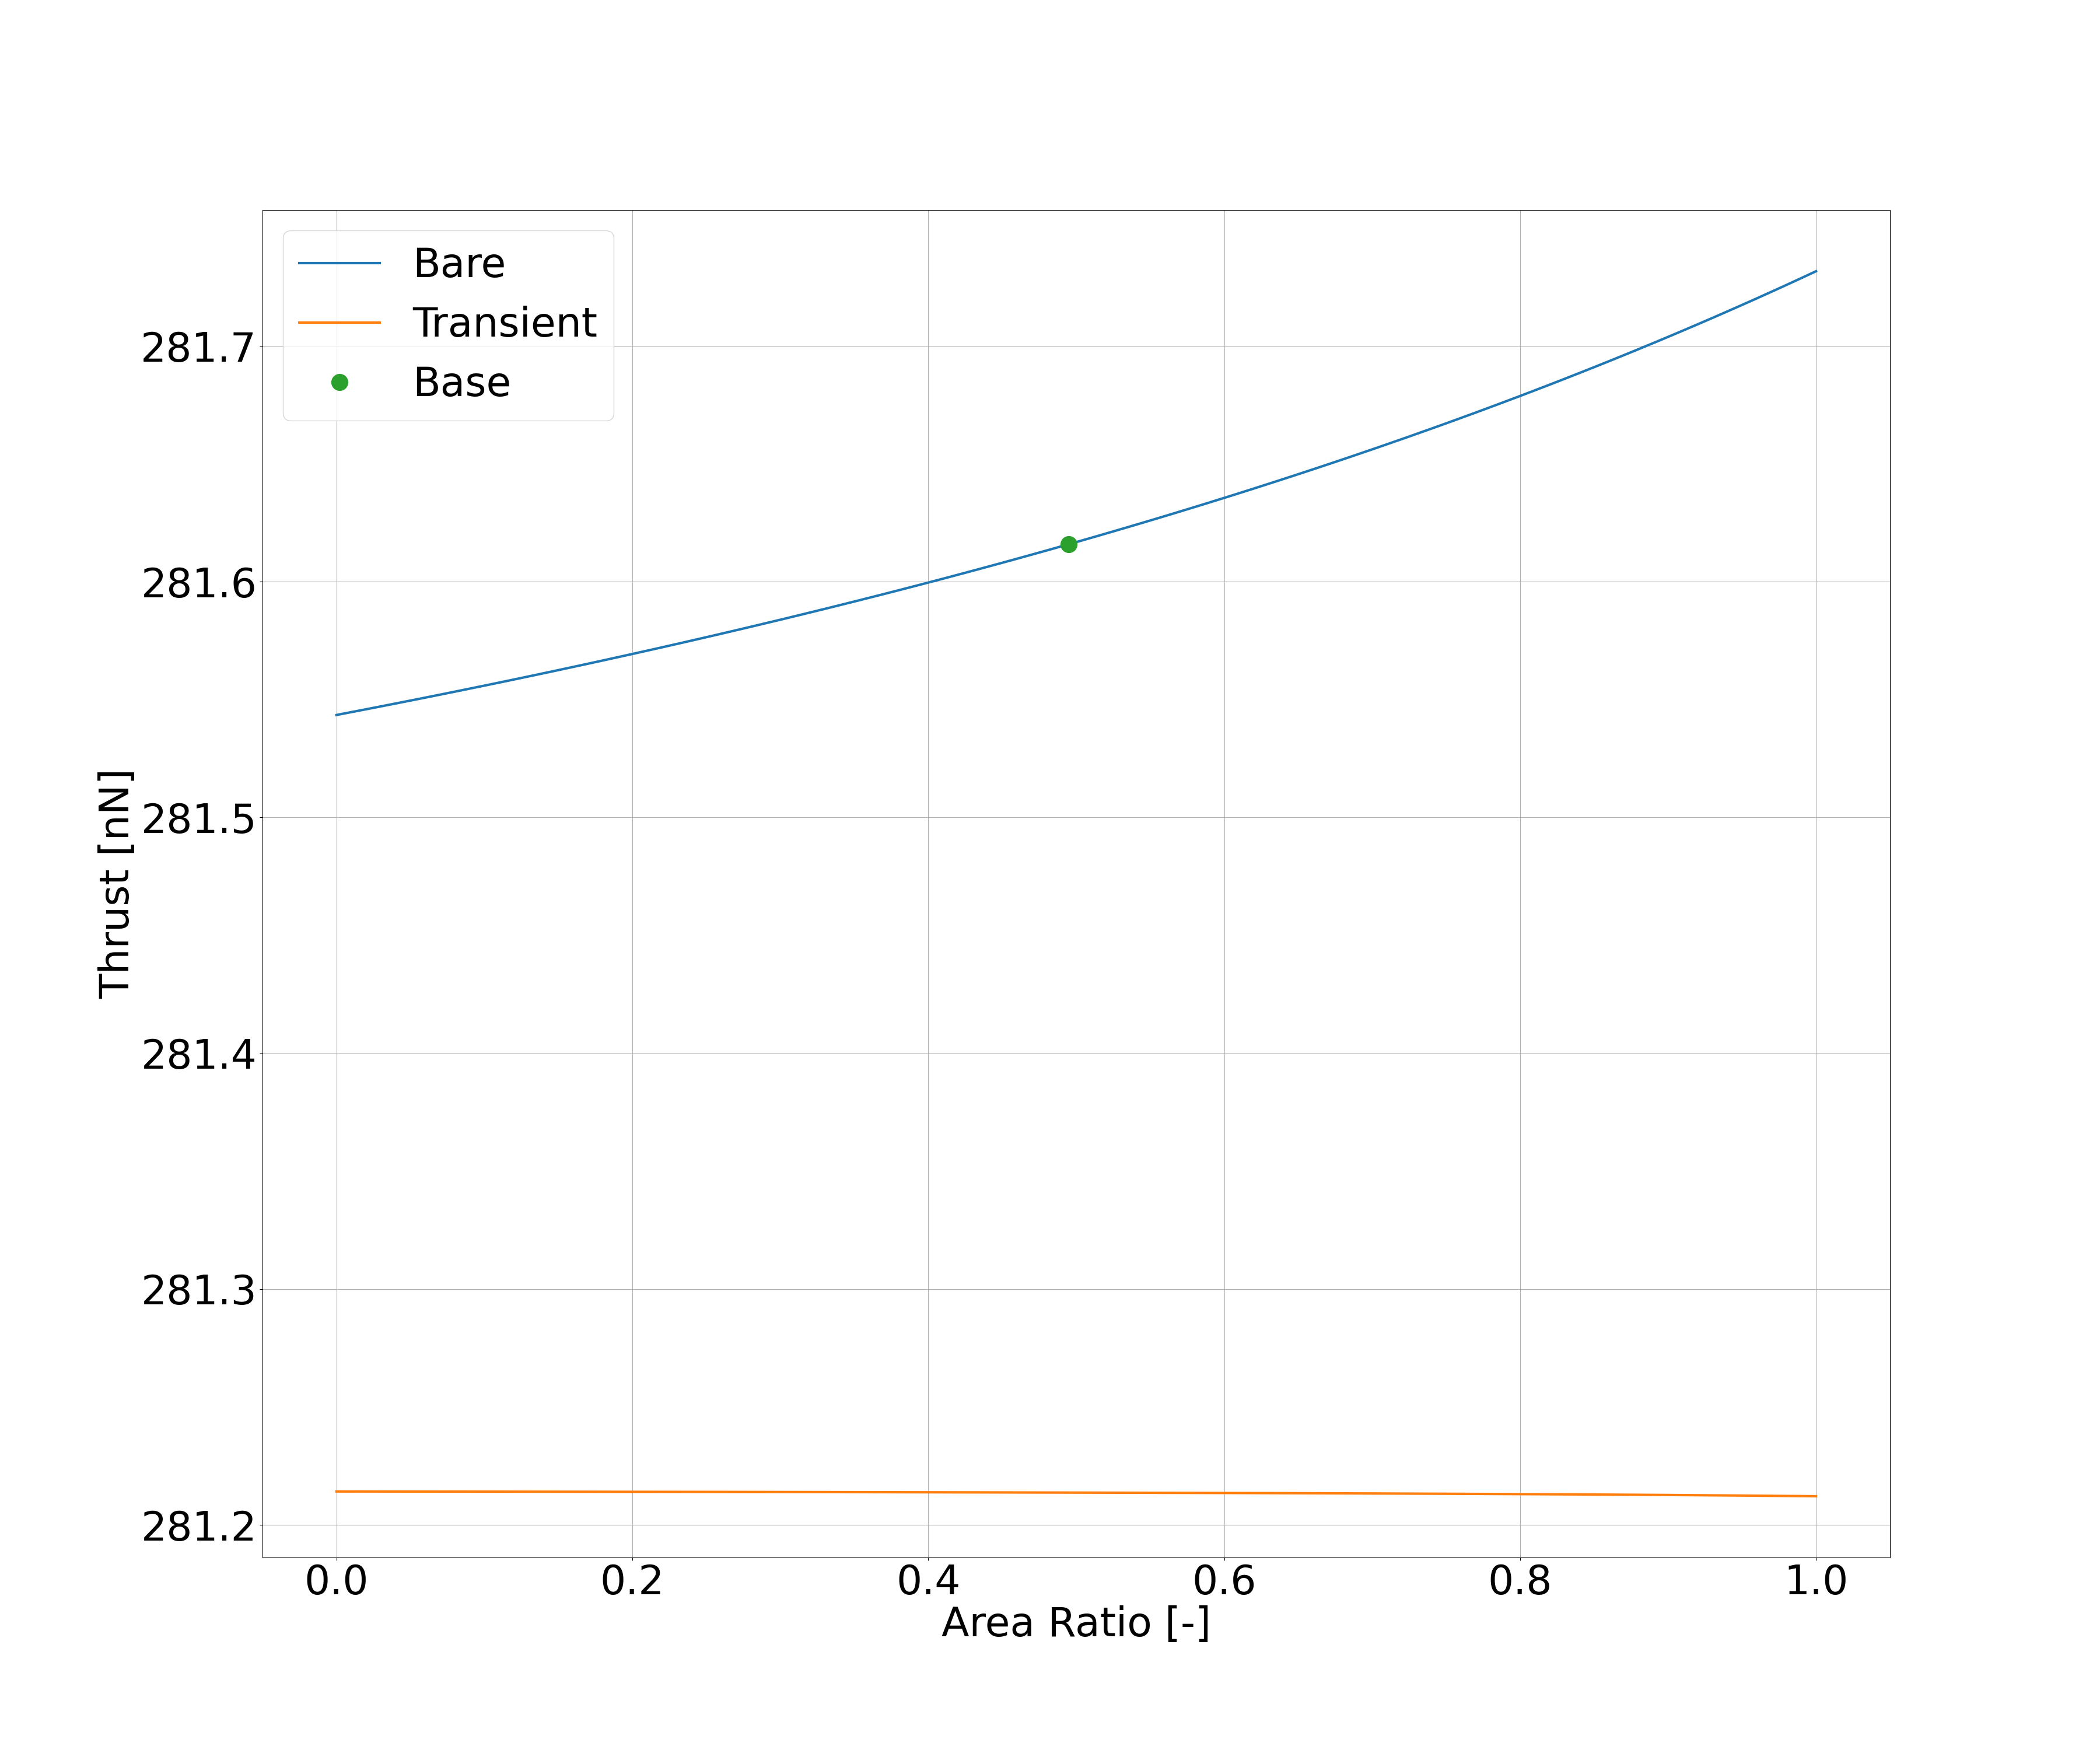 Bare
Transient
Base
281.7
281.6
281.5
281.4
281.3
281.2
Thrust [nN]
0.0 0.2 0.4 0.6 0.8 1.0
Area Ratio [-]